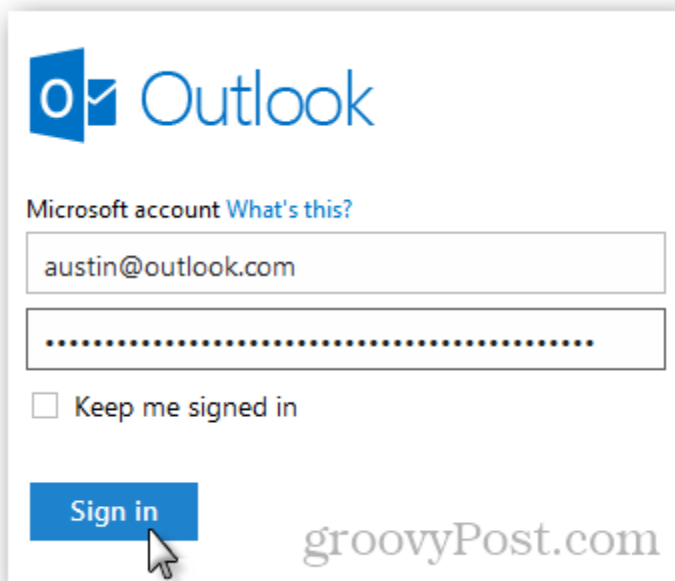 Outlook
Microsoft account What's this?
austin@outlook.com
Keep me signed in
Sign in
groovyPost.com